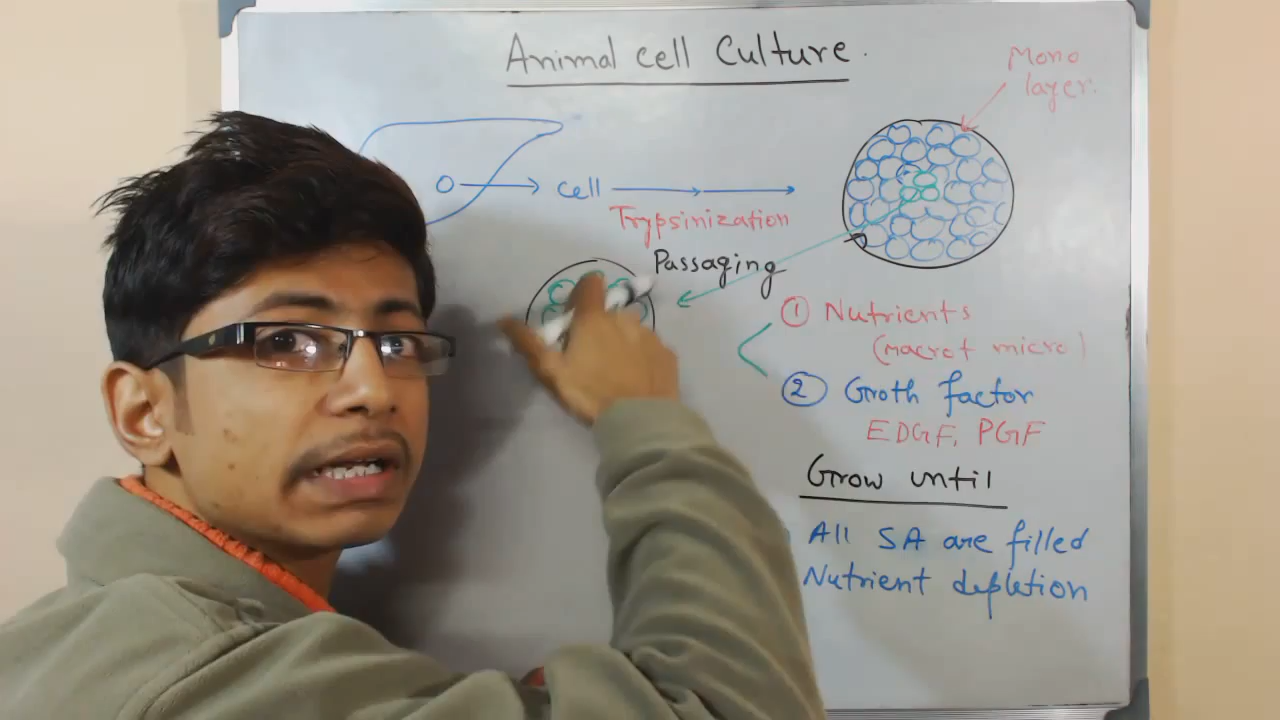 Animal Cell Culture.
Mono
layer.
O
cell
Trypsinization
Passaging
① Nutrients
(Macro + micro)
② Groth factor
EDGF, PGF
Grow until
All SA are filled
Nutrient depletion